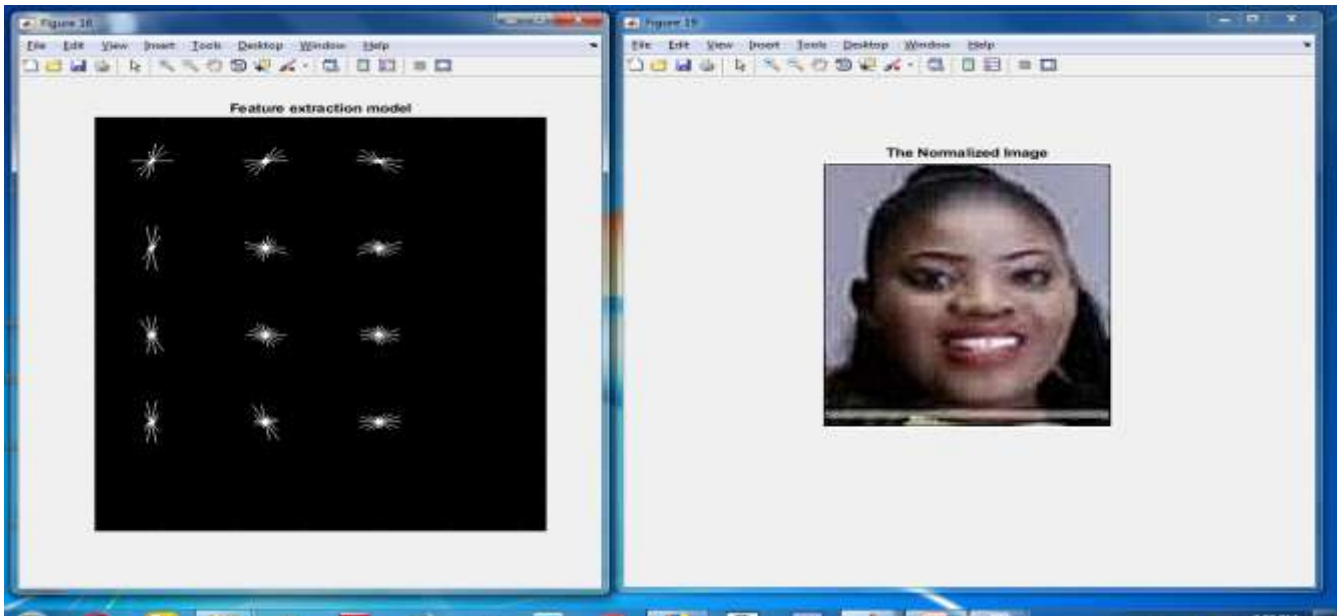 Figure 18
File Edit View Insert Tools Desktop Window Help
Feature extraction model
Figure 19
File Edit View Insert Tools Desktop Window Help
The Normalized Image